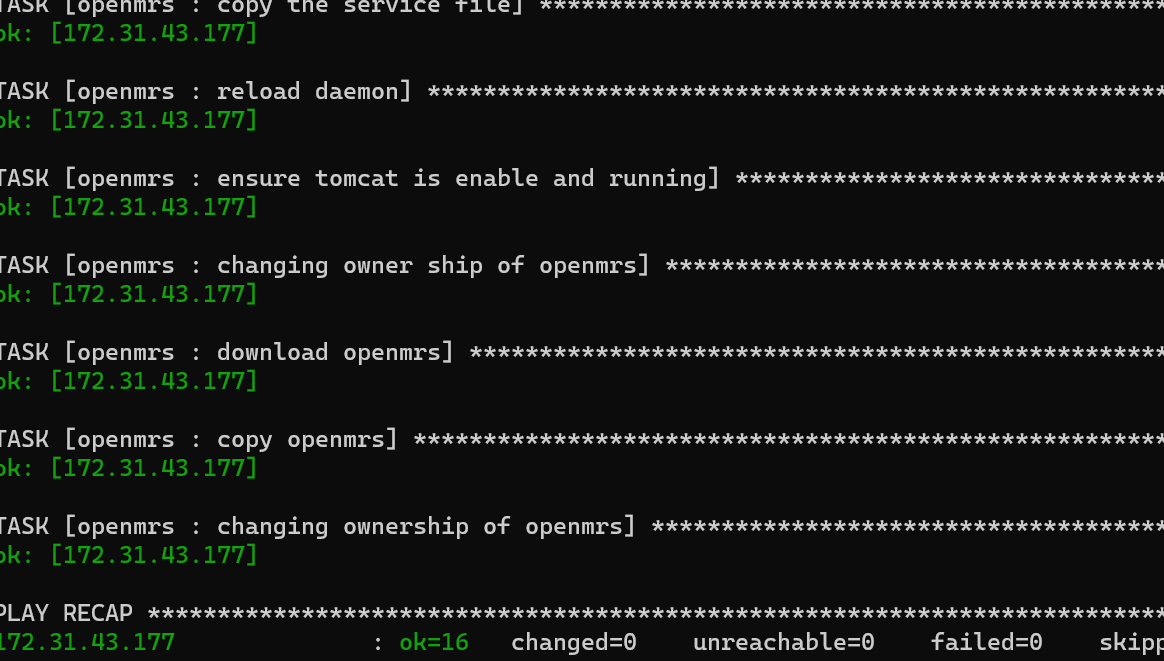 TASK [openmrs : copy the service file] ********************************************
ok: [172.31.43.177]
TASK [openmrs : reload daemon] ****************************************************
ok: [172.31.43.177]
TASK [openmrs : ensure tomcat is enable and running] ******************************
ok: [172.31.43.177]
TASK [openmrs : changing owner ship of openmrs] ***********************************
ok: [172.31.43.177]
TASK [openmrs : download openmrs] *************************************************
ok: [172.31.43.177]
TASK [openmrs : copy openmrs] *****************************************************
ok: [172.31.43.177]
TASK [openmrs : changing ownership of openmrs] ************************************
ok: [172.31.43.177]
PLAY RECAP ************************************************************************
172.31.43.177 : ok=16 changed=0 unreachable=0 failed=0 skipp